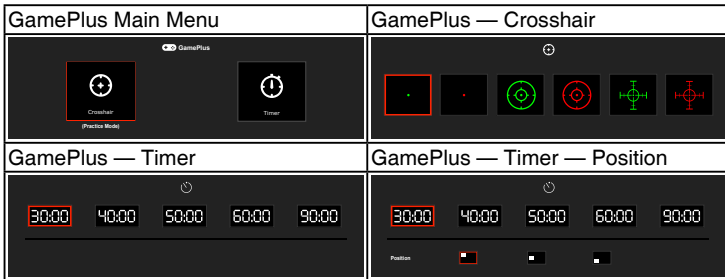 GamePlus Main Menu
GamePlus — Crosshair
GamePlus
Crosshair
Timer
(Practice Mode)
GamePlus — Timer
GamePlus — Timer — Position
30:00 40:00 50:00 60:00 90:00
30:00 40:00 50:00 60:00 90:00
Position